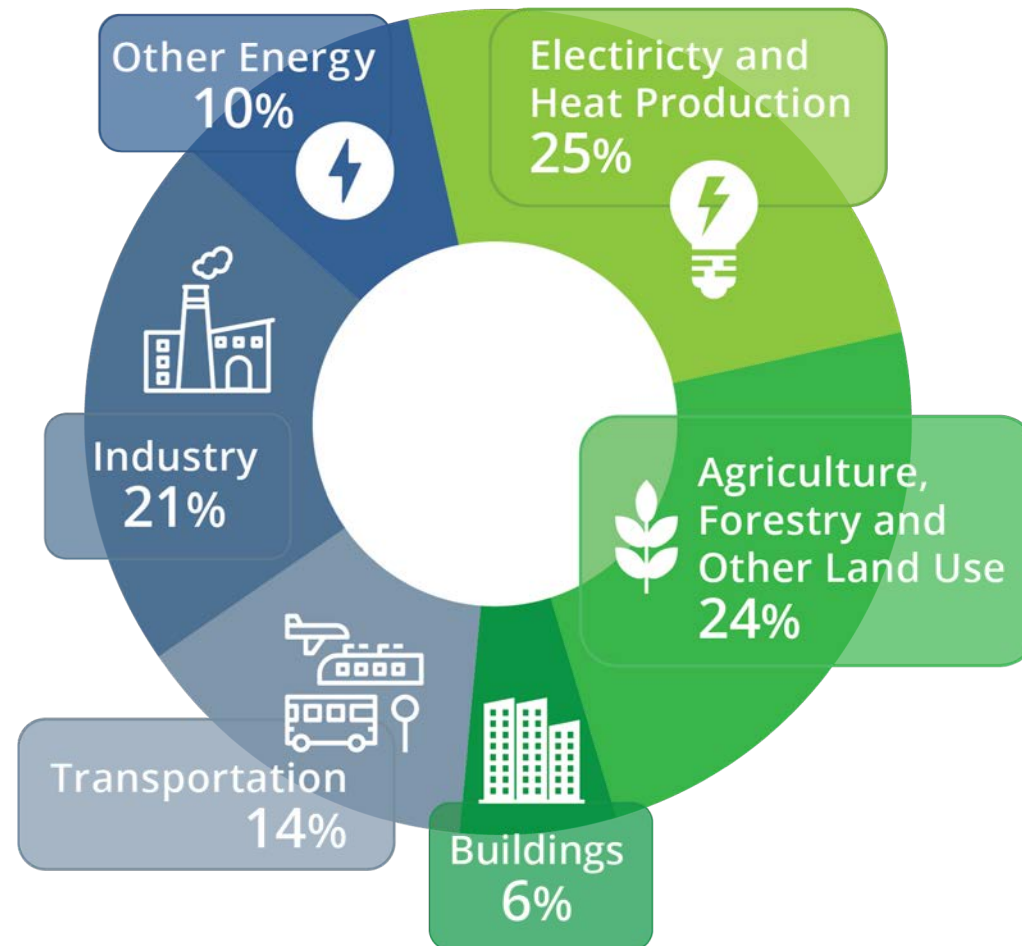 Other Energy
10%
Electiricty and
Heat Production
25%
Industry
21%
Agriculture,
Forestry and
Other Land Use
24%
Transportation
14%
Buildings
6%